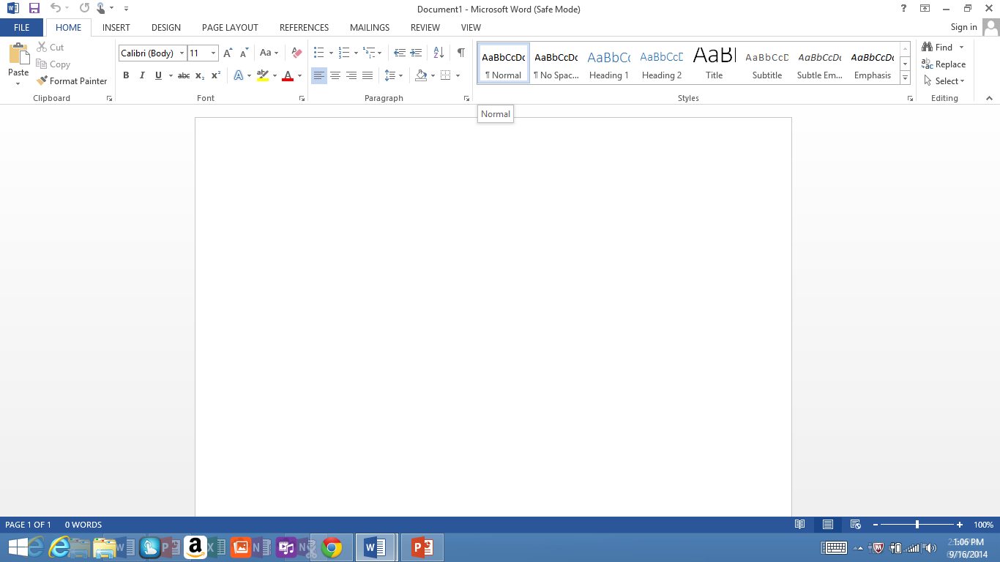 Document1 - Microsoft Word (Safe Mode)
FILE HOME INSERT DESIGN PAGE LAYOUT REFERENCES MAILINGS REVIEW VIEW Sign in
Paste
Cut
Copy
Format Painter
Clipboard
Calibri (Body) 11
Aa
B I U abc x₂ x² A ab A
Font
Paragraph
AaBbCcDc AaBbCcDc AaBbCc AaBbCcD AaBl AaBbCcD AaBbCcDc AaBbCcDc
¶ Normal ¶ No Spac... Heading 1 Heading 2 Title Subtitle Subtle Em... Emphasis
Styles
Find
Replace
Select
Editing
Normal
PAGE 1 OF 1 0 WORDS 100%
1:06 PM
9/16/2014